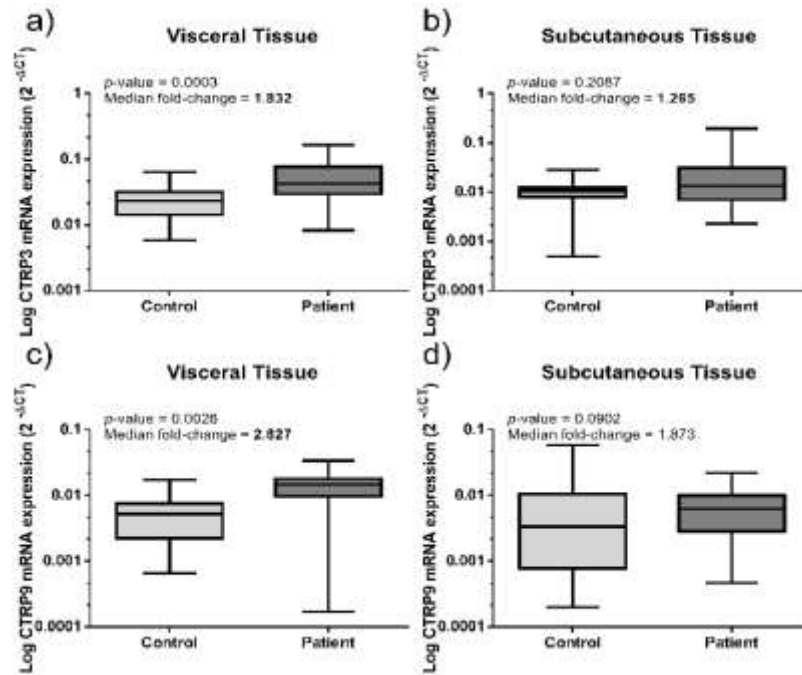 a)
Visceral Tissue
Log CTRP3 mRNA expression (2 -ΔCT)
p-value = 0.0003
Median fold-change = 1.832
1
0.1
0.01
0.001
Control Patient
b)
Subcutaneous Tissue
Log CTRP3 mRNA expression (2 -ΔCT)
p-value = 0.2087
Median fold-change = 1.265
1
0.1
0.01
0.001
0.0001
Control Patient
c)
Visceral Tissue
Log CTRP9 mRNA expression (2 -ΔCT)
p-value = 0.0026
Median fold-change = 2.827
0.1
0.01
0.001
0.0001
Control Patient
d)
Subcutaneous Tissue
Log CTRP9 mRNA expression (2 -ΔCT)
p-value = 0.0902
Median fold-change = 1.873
0.1
0.01
0.001
0.0001
Control Patient